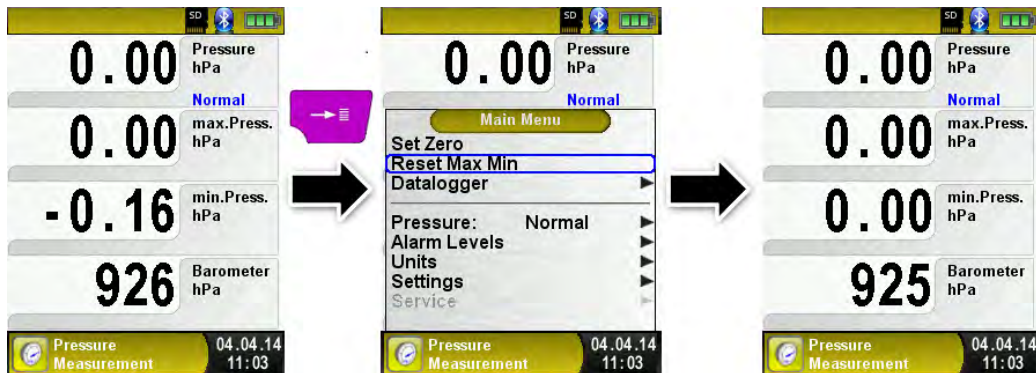 SD
0.00 Pressure
hPa
Normal
0.00 max.Press.
hPa
-0.16 min.Press.
hPa
926 Barometer
hPa
Pressure 04.04.14
Measurement 11:03
SD
0.00 Pressure
hPa
Normal
Main Menu
Set Zero
Reset Max Min
Datalogger
Pressure: Normal
Alarm Levels
Units
Settings
Service
Pressure 04.04.14
Measurement 11:03
SD
0.00 Pressure
hPa
Normal
0.00 max.Press.
hPa
0.00 min.Press.
hPa
925 Barometer
hPa
Pressure 04.04.14
Measurement 11:03